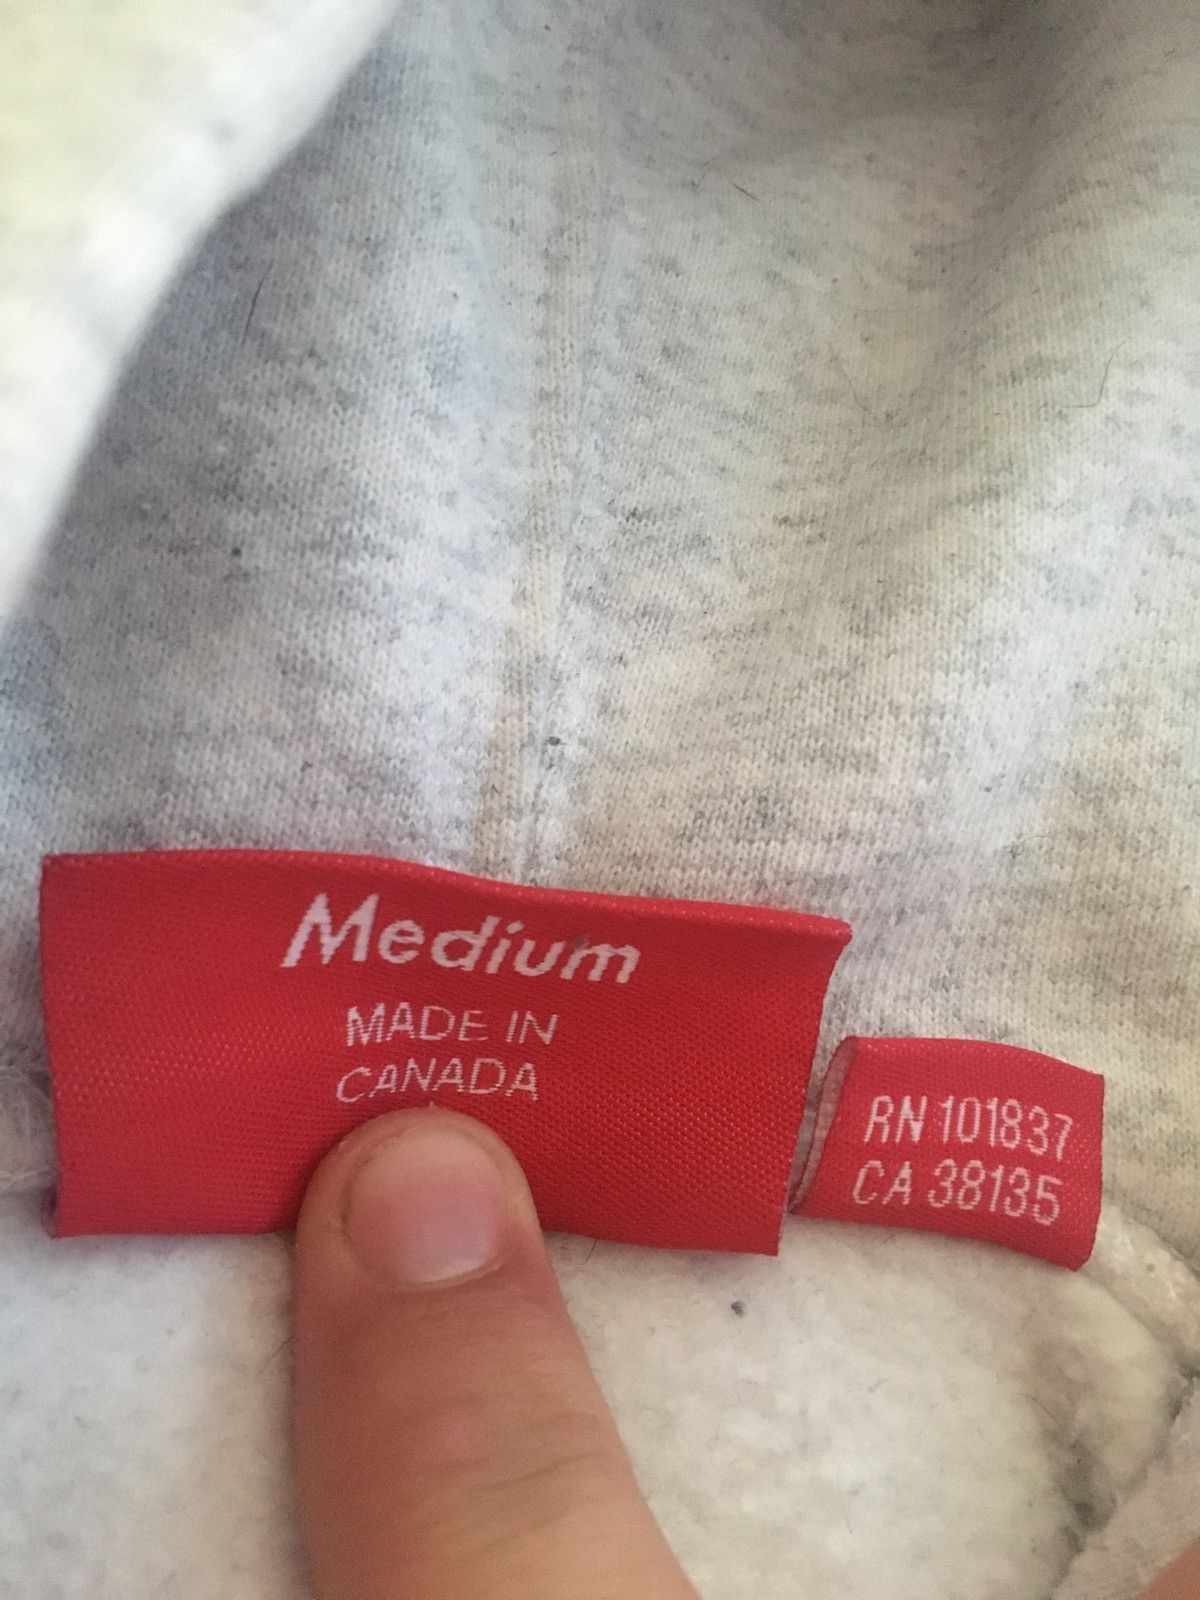 Medium
MADE IN
CANADA
RN 101837
CA 38135